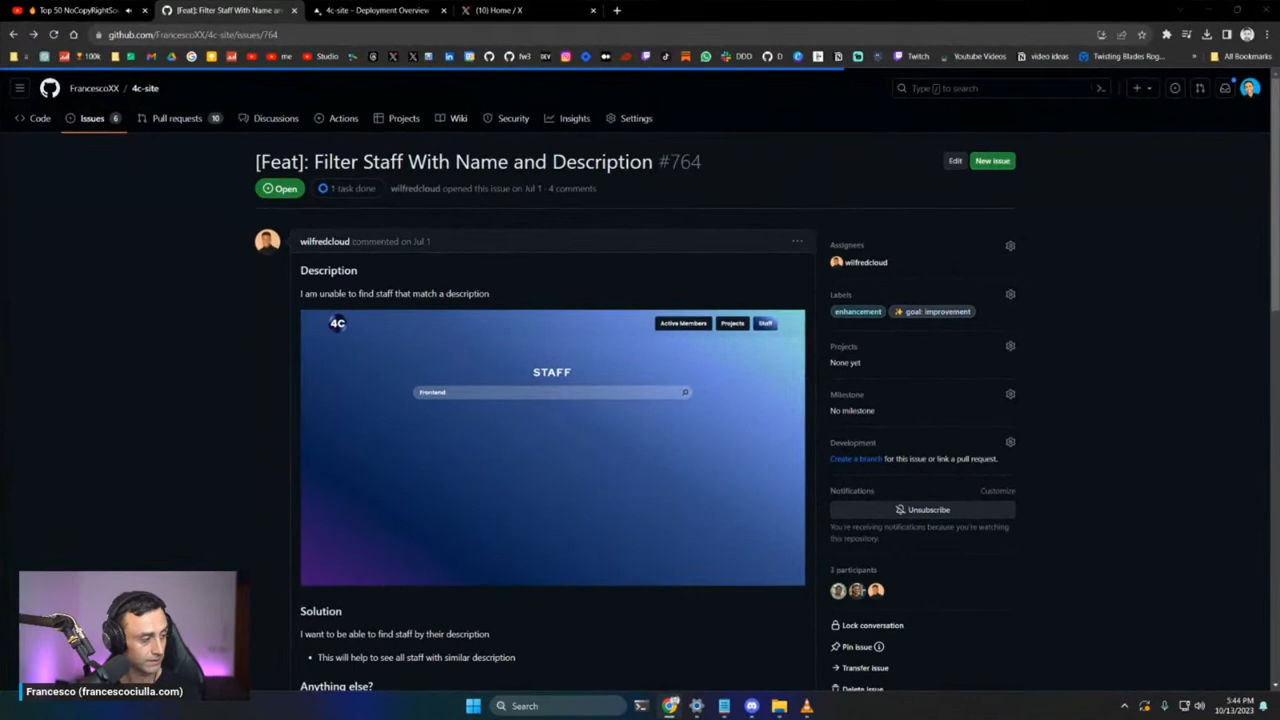 🔥 Top 50 NoCopyRightSo
[Feat]: Filter Staff With Name an
4c-site – Deployment Overview
(10) Home / X
github.com/FrancescoXX/4c-site/issues/764
100k
me
Studio
fw3
DDD
D
Twitch
Youtube Videos
video ideas
Twisting Blades Rog...
All Bookmarks
FrancescoXX / 4c-site
Type / to search
Code
Issues 6
Pull requests 10
Discussions
Actions
Projects
Wiki
Security
Insights
Settings
[Feat]: Filter Staff With Name and Description #764
Edit
New issue
Open
1 task done
wilfredcloud opened this issue on Jul 1 · 4 comments
wilfredcloud commented on Jul 1
Description
I am unable to find staff that match a description
4C
Active Members
Projects
Staff
STAFF
Frontend
Solution
I want to be able to find staff by their description
• This will help to see all staff with similar description
Anything else?
Assignees
wilfredcloud
Labels
enhancement
✨ goal: improvement
Projects
None yet
Milestone
No milestone
Development
Create a branch for this issue or link a pull request.
Notifications
Customize
Unsubscribe
You're receiving notifications because you're watching
this repository.
3 participants
Lock conversation
Pin issue
Transfer issue
Delete issue
Francesco (francescociulla.com)
Search
5:44 PM
10/13/2023